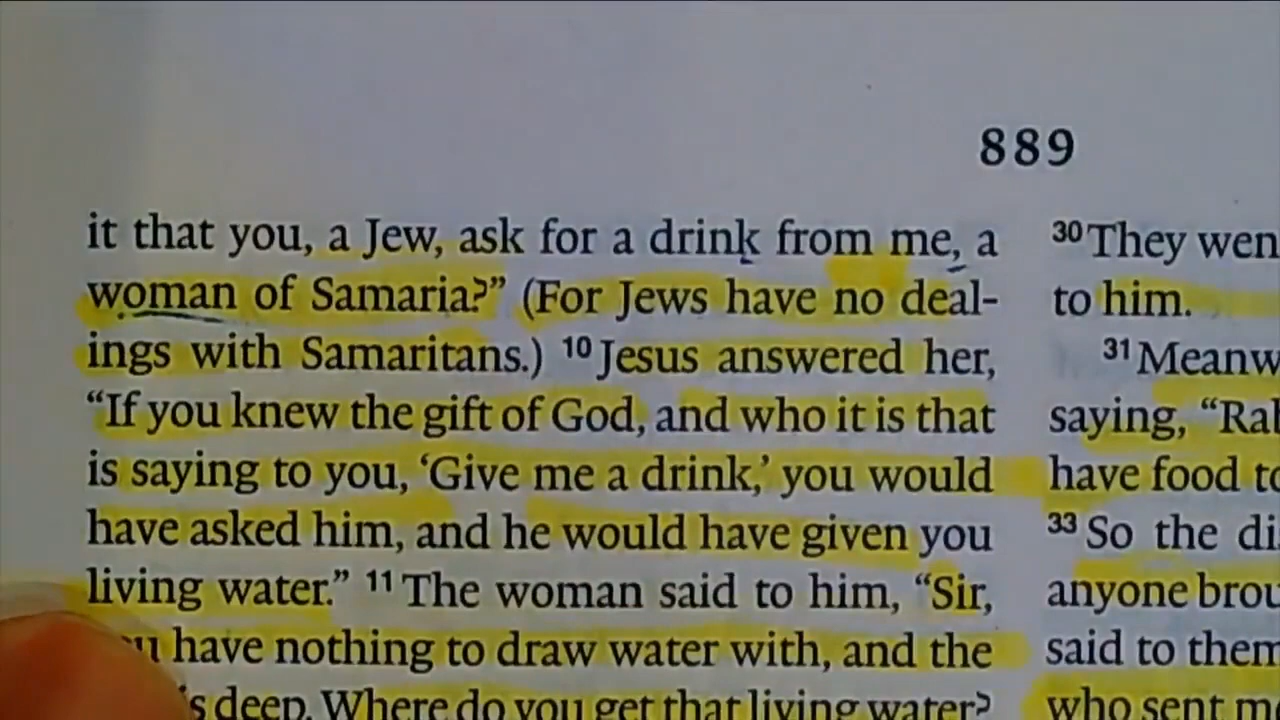 889
it that you, a Jew, ask for a drink from me, a
woman of Samaria?” (For Jews have no deal-
ings with Samaritans.) 10 Jesus answered her,
“If you knew the gift of God, and who it is that
is saying to you, ‘Give me a drink,’ you would
have asked him, and he would have given you
living water.” 11 The woman said to him, “Sir,
have nothing to draw water with, and the
deep. Where do you get that living water?
30 They wen
to him.
31 Meanw
saying, “Ral
have food to
33 So the di
anyone brou
said to them
who sent me